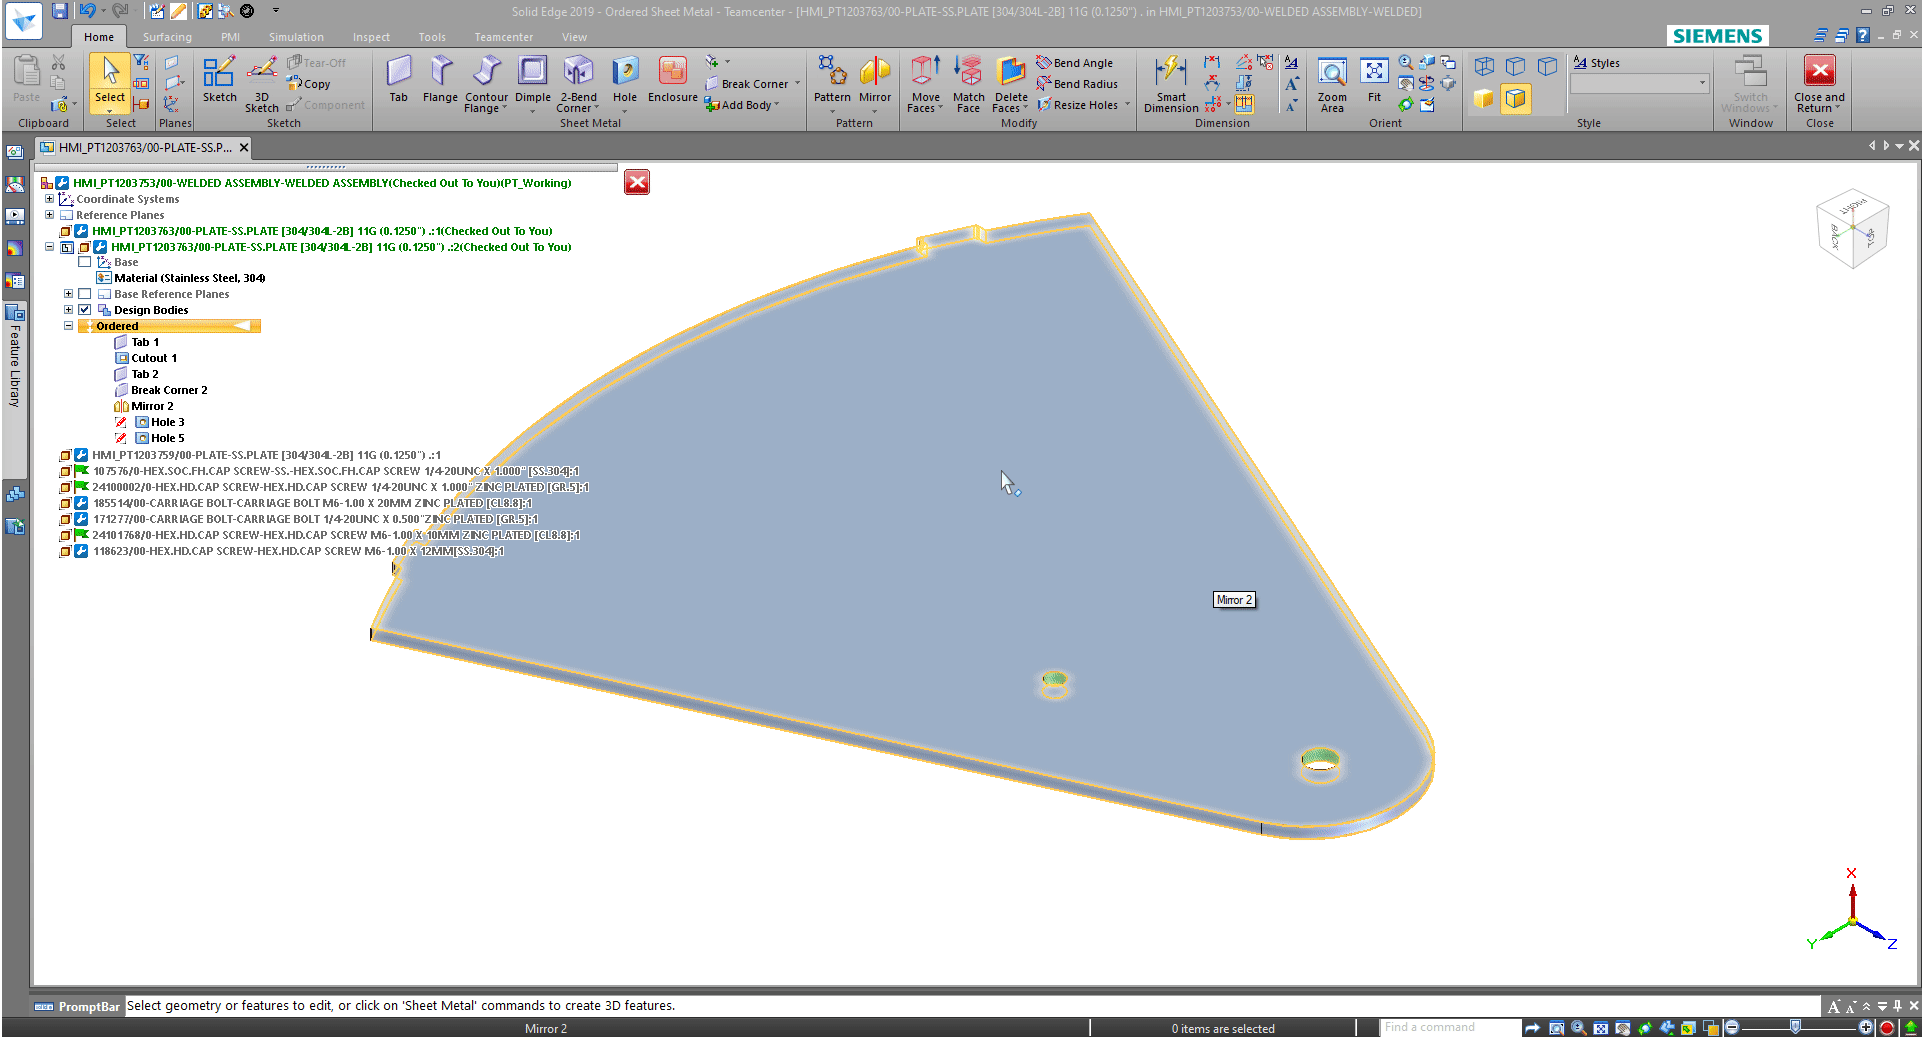 Solid Edge 2019 - Ordered Sheet Metal - Teamcenter - [HMI_PT1203763/00-PLATE-SS.PLATE [304/304L-2B] 11G (0.1250") . in HMI_PT1203753/00-WELDED ASSEMBLY-WELDED]
Home Surfacing PMI Simulation Inspect Tools Teamcenter View
SIEMENS
Paste
Clipboard
Select
Select
Planes
Sketch
3D Sketch
Tear-Off
Copy
Component
Sketch
Tab
Flange
Contour Flange
Dimple
2-Bend Corner
Hole
Enclosure
Break Corner
Add Body
Sheet Metal
Pattern
Mirror
Pattern
Move Faces
Match Face
Delete Faces
Bend Angle
Bend Radius
Resize Holes
Modify
Smart Dimension
Dimension
Zoom Area
Fit
Orient
Styles
Style
Switch Windows
Window
Close and Return
Close
HMI_PT1203763/00-PLATE-SS.P...
Feature Library
HMI_PT1203753/00-WELDED ASSEMBLY-WELDED ASSEMBLY(Checked Out To You)(PT_Working)
Coordinate Systems
Reference Planes
HMI_PT1203763/00-PLATE-SS.PLATE [304/304L-2B] 11G (0.1250") .:1(Checked Out To You)
HMI_PT1203763/00-PLATE-SS.PLATE [304/304L-2B] 11G (0.1250") .:2(Checked Out To You)
Base
Material (Stainless Steel, 304)
Base Reference Planes
Design Bodies
Ordered
Tab 1
Cutout 1
Tab 2
Break Corner 2
Mirror 2
Hole 3
Hole 5
HMI_PT1203759/00-PLATE-SS.PLATE [304/304L-2B] 11G (0.1250") .:1
107576/0-HEX.SOC.FH.CAP SCREW-SS.-HEX.SOC.FH.CAP SCREW 1/4-20UNC X 1.000" [SS.304]:1
24100002/0-HEX.HD.CAP SCREW-HEX.HD.CAP SCREW 1/4-20UNC X 1.000" ZINC PLATED [GR.5]:1
185514/00-CARRIAGE BOLT-CARRIAGE BOLT M6-1.00 X 20MM ZINC PLATED [CL8.8]:1
171277/00-CARRIAGE BOLT-CARRIAGE BOLT 1/4-20UNC X 0.500"ZINC PLATED [GR.5]:1
24101768/0-HEX.HD.CAP SCREW-HEX.HD.CAP SCREW M6-1.00 X 10MM ZINC PLATED [CL8.8]:1
118623/00-HEX.HD.CAP SCREW-HEX.HD.CAP SCREW M6-1.00 X 12MM[SS.304]:1
RIGHT
BACK
TOP
Mirror 2
X
Y
Z
PromptBar
Select geometry or features to edit, or click on 'Sheet Metal' commands to create 3D features.
Mirror 2
0 items are selected
Find a command